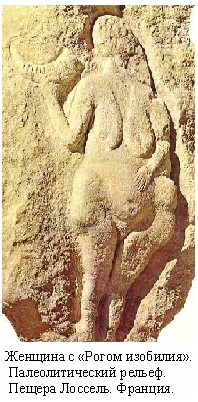 Женщина с «Рогом изобилия».
Палеолитический рельеф.
Пещера Лоссель. Франция.